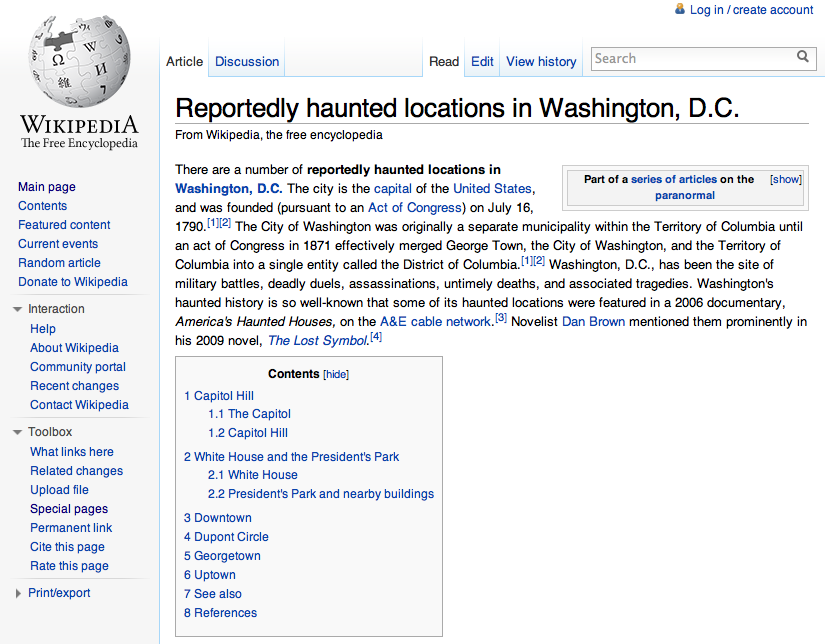 Log in / create account
Article Discussion Read Edit View history Search
WIKIPEDIA
The Free Encyclopedia
Main page
Contents
Featured content
Current events
Random article
Donate to Wikipedia
Interaction
Help
About Wikipedia
Community portal
Recent changes
Contact Wikipedia
Toolbox
What links here
Related changes
Upload file
Special pages
Permanent link
Cite this page
Rate this page
Print/export
Reportedly haunted locations in Washington, D.C.
From Wikipedia, the free encyclopedia
Part of a series of articles on the [show]
paranormal
There are a number of reportedly haunted locations in
Washington, D.C. The city is the capital of the United States,
and was founded (pursuant to an Act of Congress) on July 16,
1790.[1][2] The City of Washington was originally a separate municipality within the Territory of Columbia until
an act of Congress in 1871 effectively merged George Town, the City of Washington, and the Territory of
Columbia into a single entity called the District of Columbia.[1][2] Washington, D.C., has been the site of
military battles, deadly duels, assassinations, untimely deaths, and associated tragedies. Washington's
haunted history is so well-known that some of its haunted locations were featured in a 2006 documentary,
America's Haunted Houses, on the A&E cable network.[3] Novelist Dan Brown mentioned them prominently in
his 2009 novel, The Lost Symbol.[4]
Contents [hide]
1 Capitol Hill
1.1 The Capitol
1.2 Capitol Hill
2 White House and the President's Park
2.1 White House
2.2 President's Park and nearby buildings
3 Downtown
4 Dupont Circle
5 Georgetown
6 Uptown
7 See also
8 References